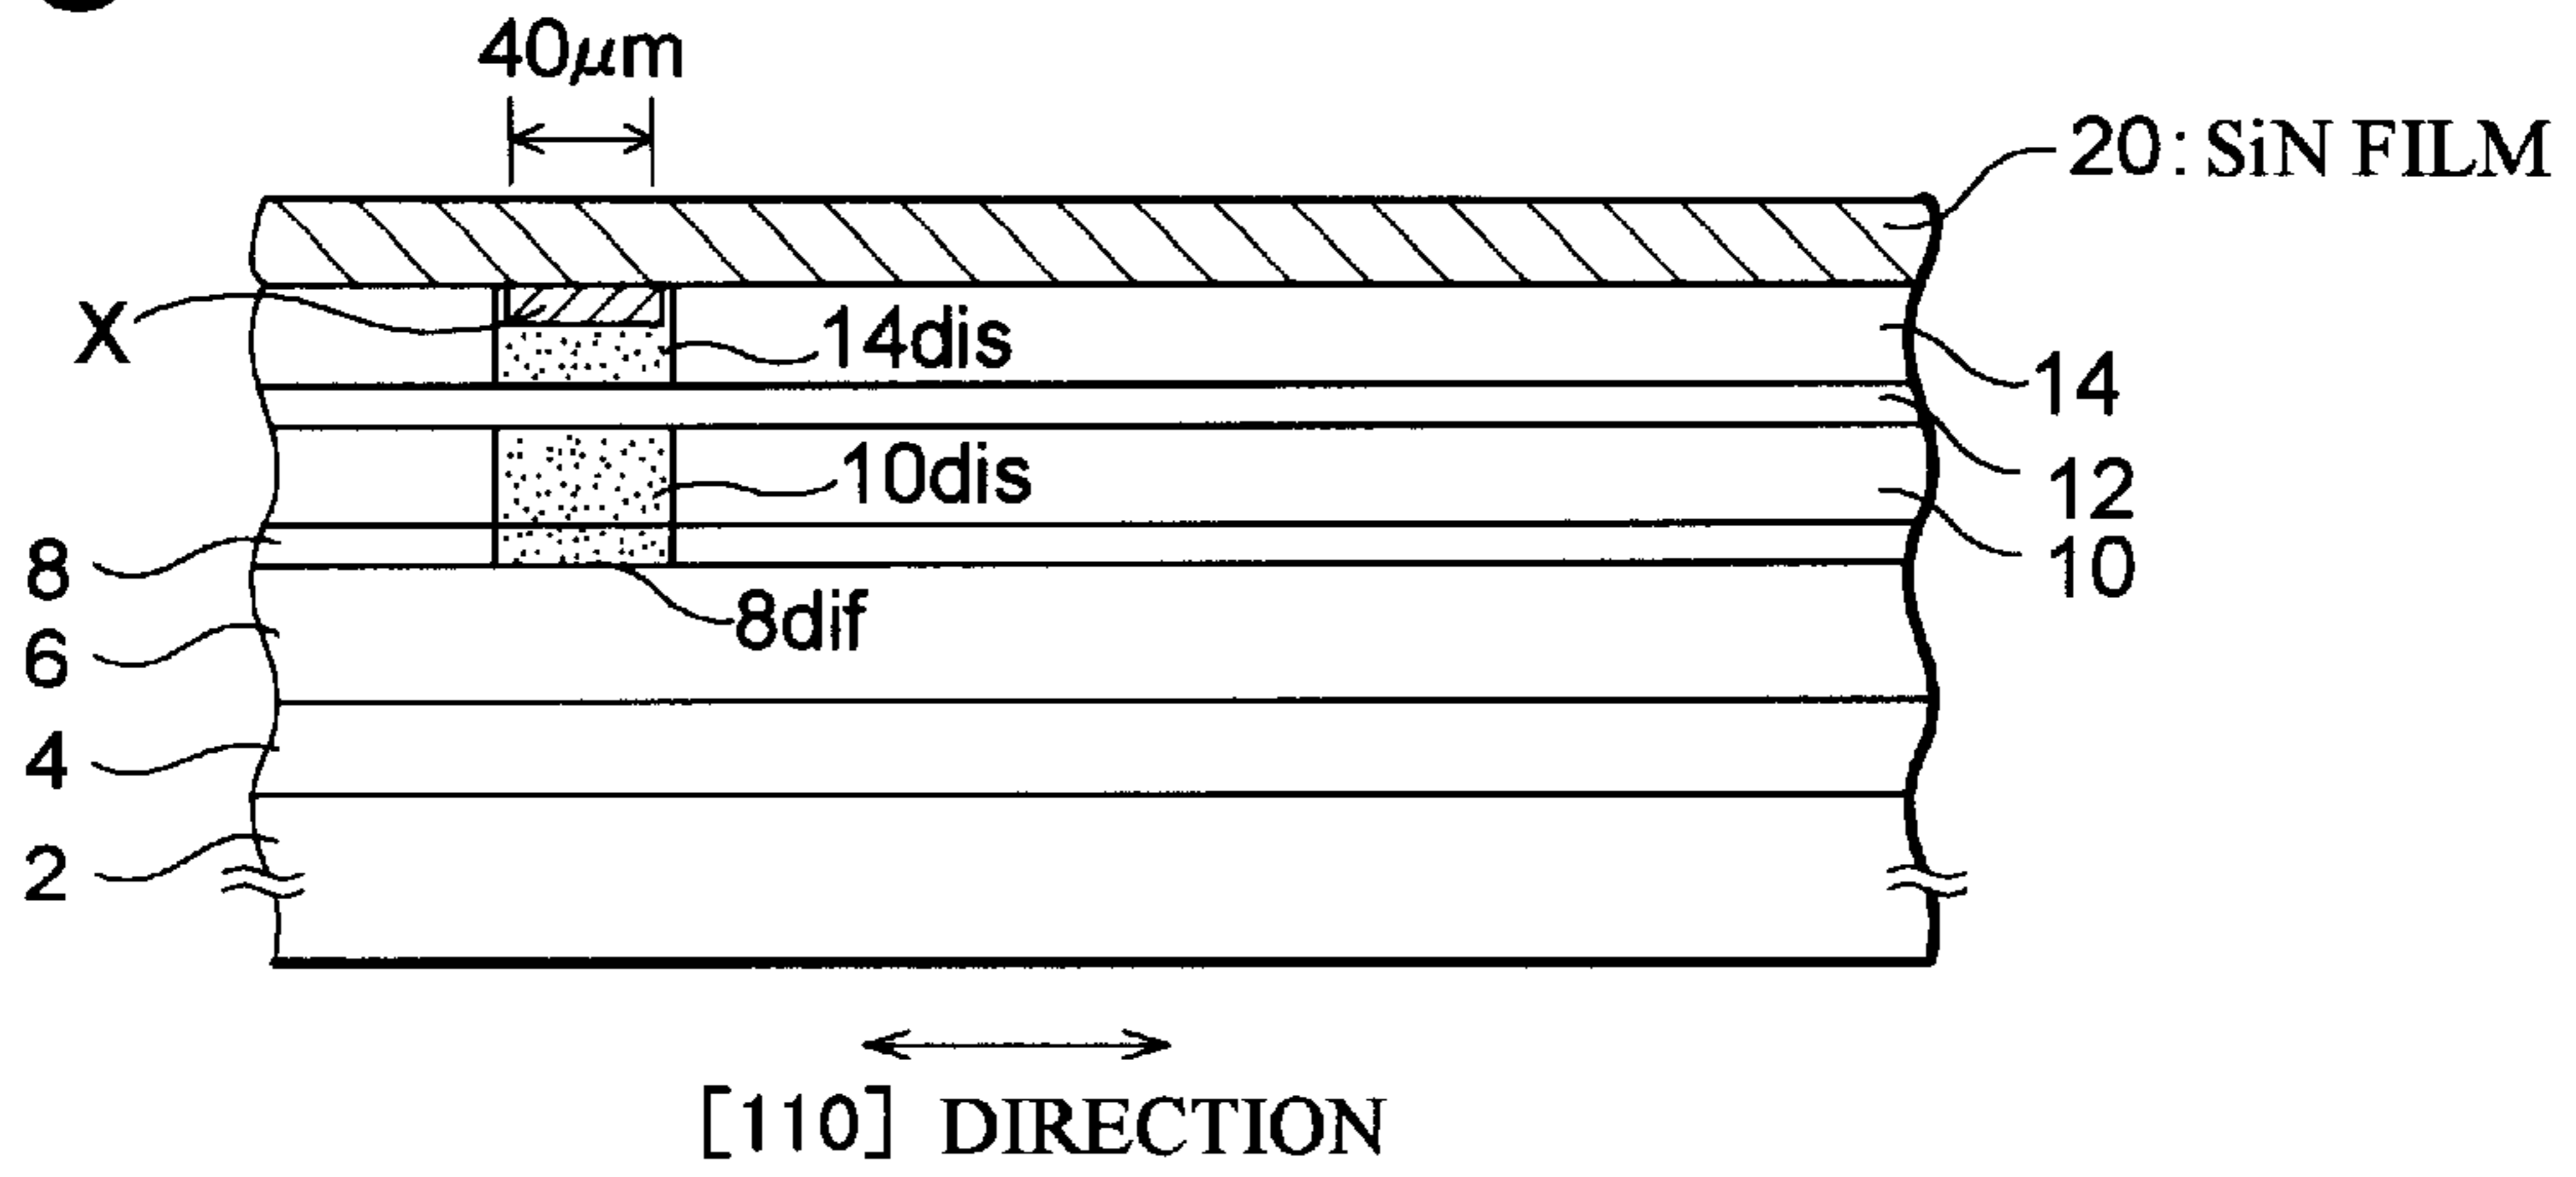 40μm
20: SiN FILM
X
14dis
14
10dis
12
8
10
8dif
6
4
2
[110] DIRECTION